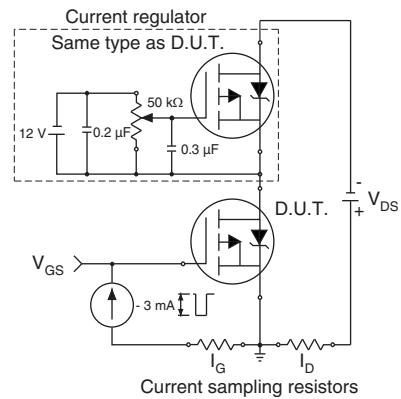 Current regulator
Same type as D.U.T.
50 kΩ
12 V
0.2 µF
0.3 µF
-
+
V_DS
D.U.T.
V_GS
- 3 mA
I_G
I_D
Current sampling resistors